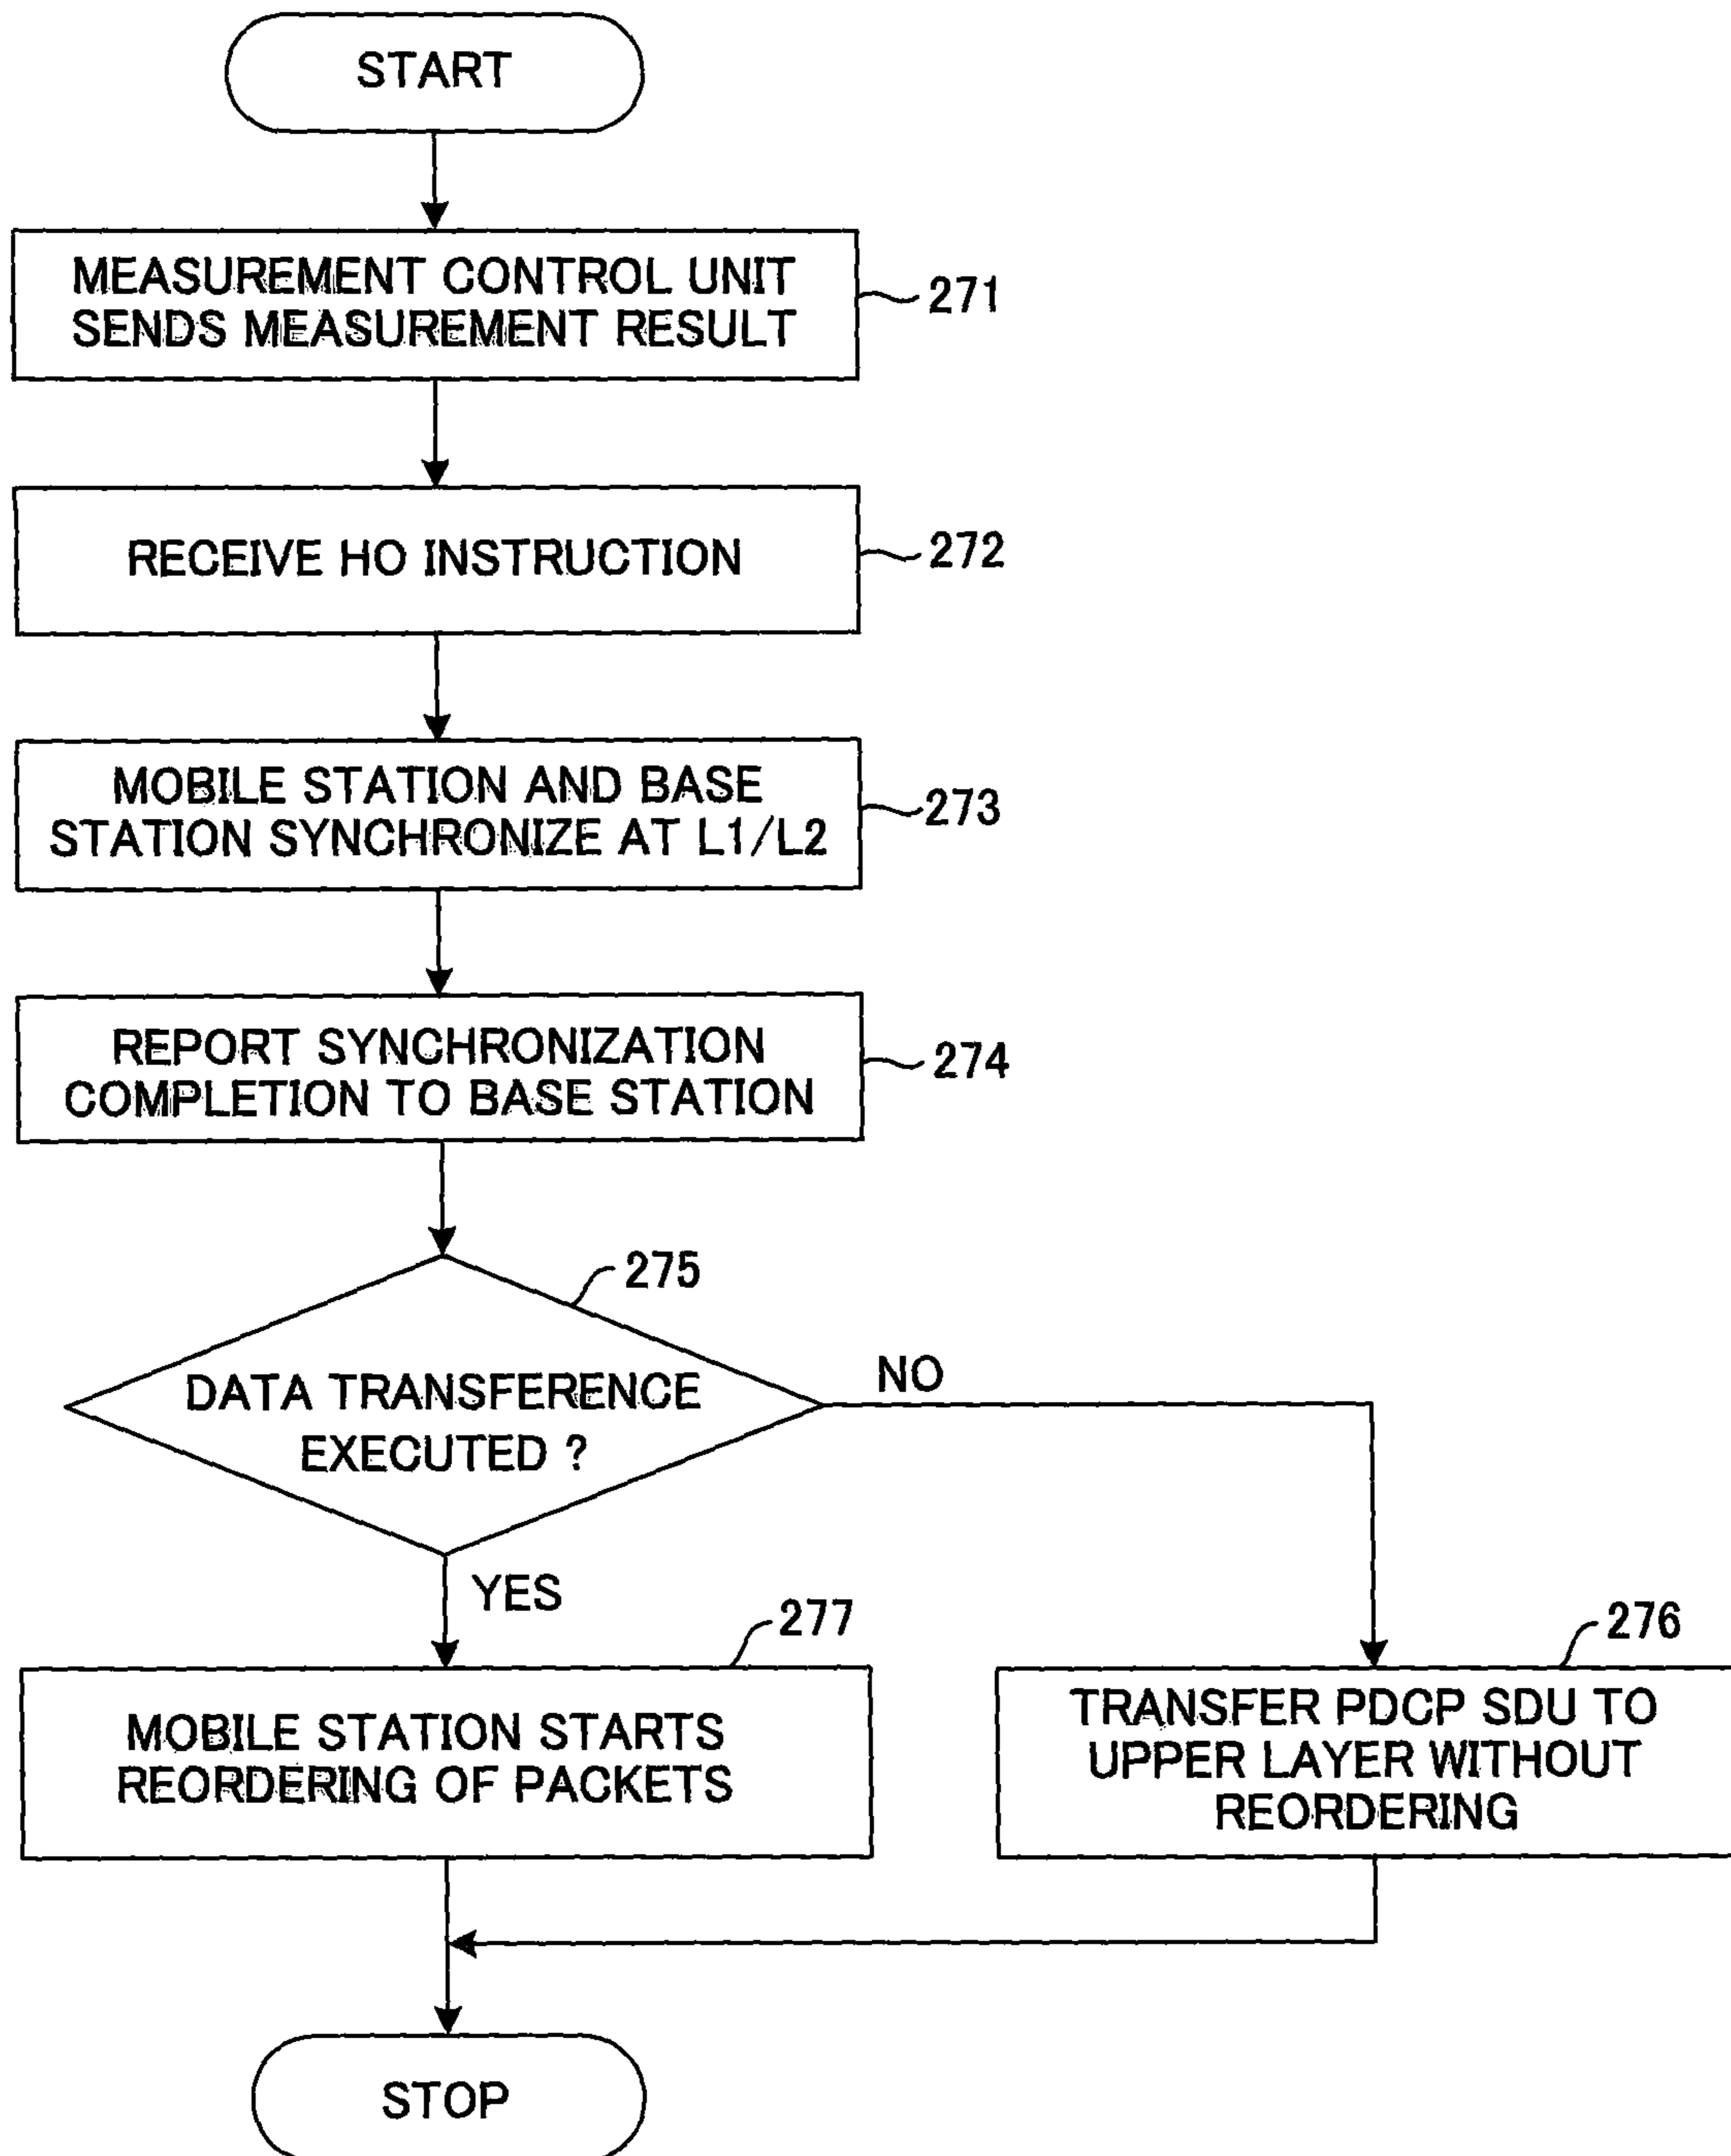 START
MEASUREMENT CONTROL UNIT
SENDS MEASUREMENT RESULT
271
RECEIVE HO INSTRUCTION
272
MOBILE STATION AND BASE
STATION SYNCHRONIZE AT L1/L2
273
REPORT SYNCHRONIZATION
COMPLETION TO BASE STATION
274
275
DATA TRANSFERENCE
EXECUTED ?
NO
YES
277
MOBILE STATION STARTS
REORDERING OF PACKETS
276
TRANSFER PDCP SDU TO
UPPER LAYER WITHOUT
REORDERING
STOP